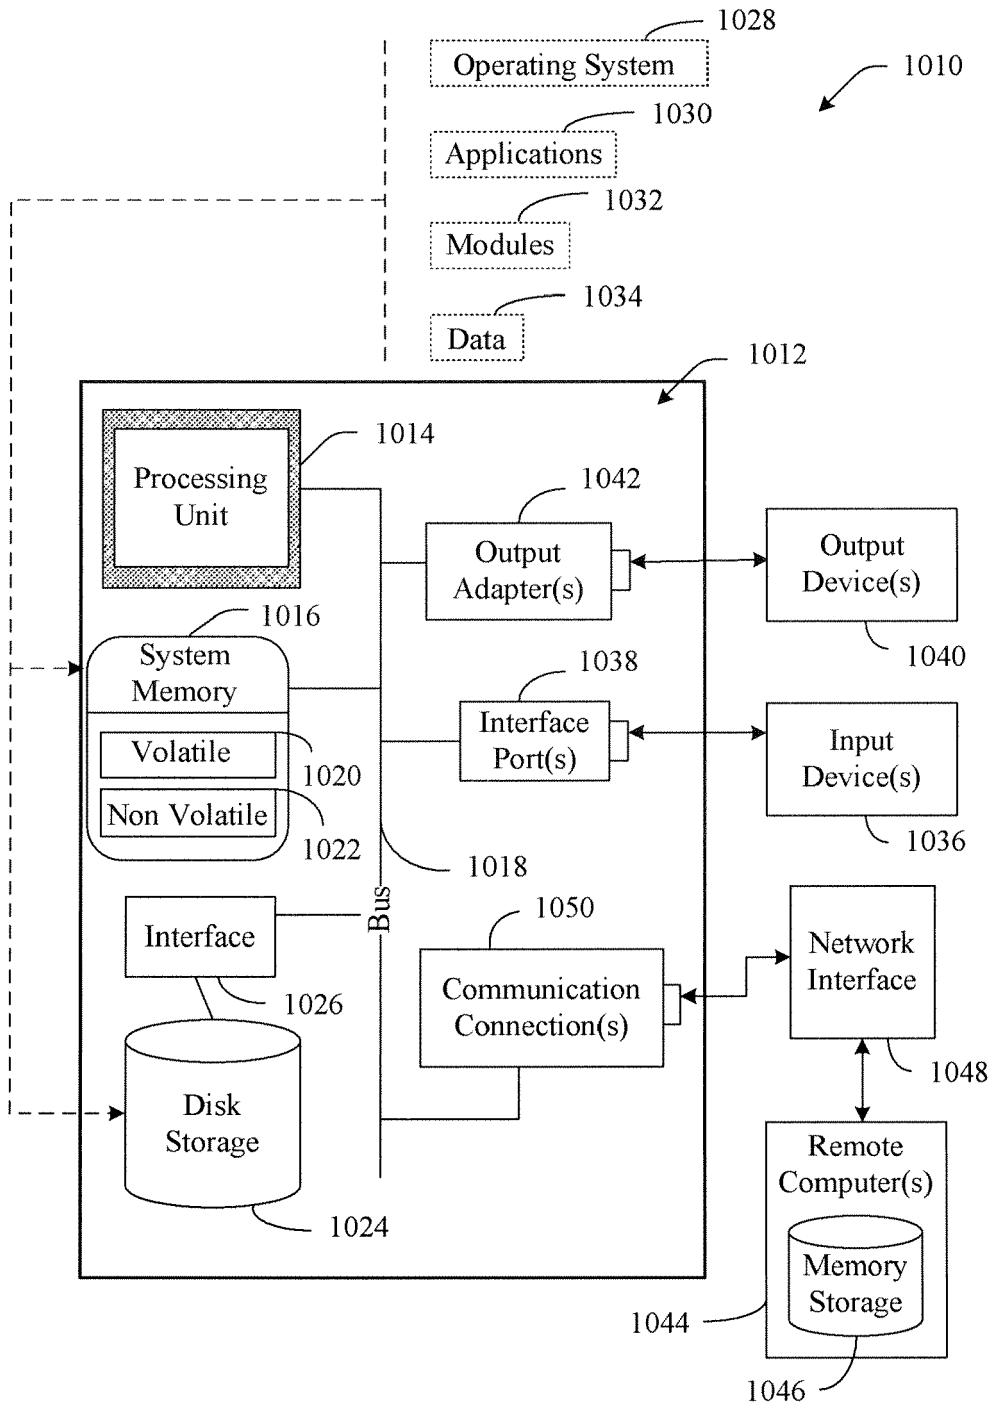 1028
Operating System
1010
1030
Applications
1032
Modules
1034
Data
1012
1014
Processing
Unit
1042
Output
Adapter(s)
Output
Device(s)
1040
1016
System
Memory
1038
Interface
Port(s)
Input
Device(s)
1036
Volatile
1020
Non Volatile
1022
1018
Bus
1050
Interface
1026
Communication
Connection(s)
Network
Interface
1048
Disk
Storage
1024
Remote
Computer(s)
Memory
Storage
1044
1046